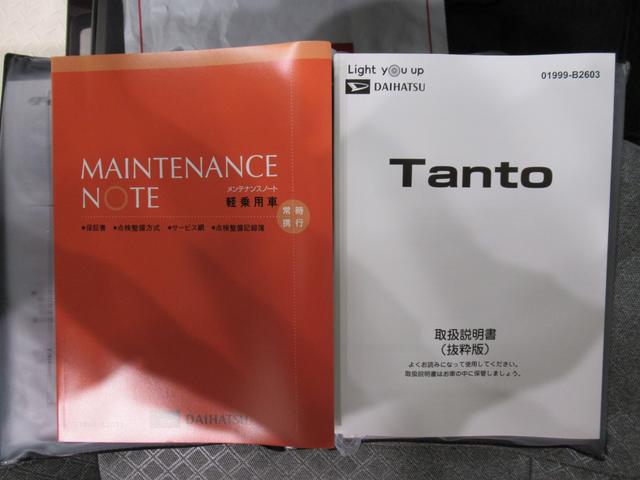 MAINTENANCE
NOTE
メンテナンスノート
軽乗用車
常時
携行
●保証書 ●点検整備方式 ●サービス網 ●点検整備記録簿
DAIHATSU
Light you up
DAIHATSU
01999-B2603
Tanto
取扱説明書
(抜粋版)
よくお読みになって使用してください。
取扱説明書はお車の中に保管しましょう。